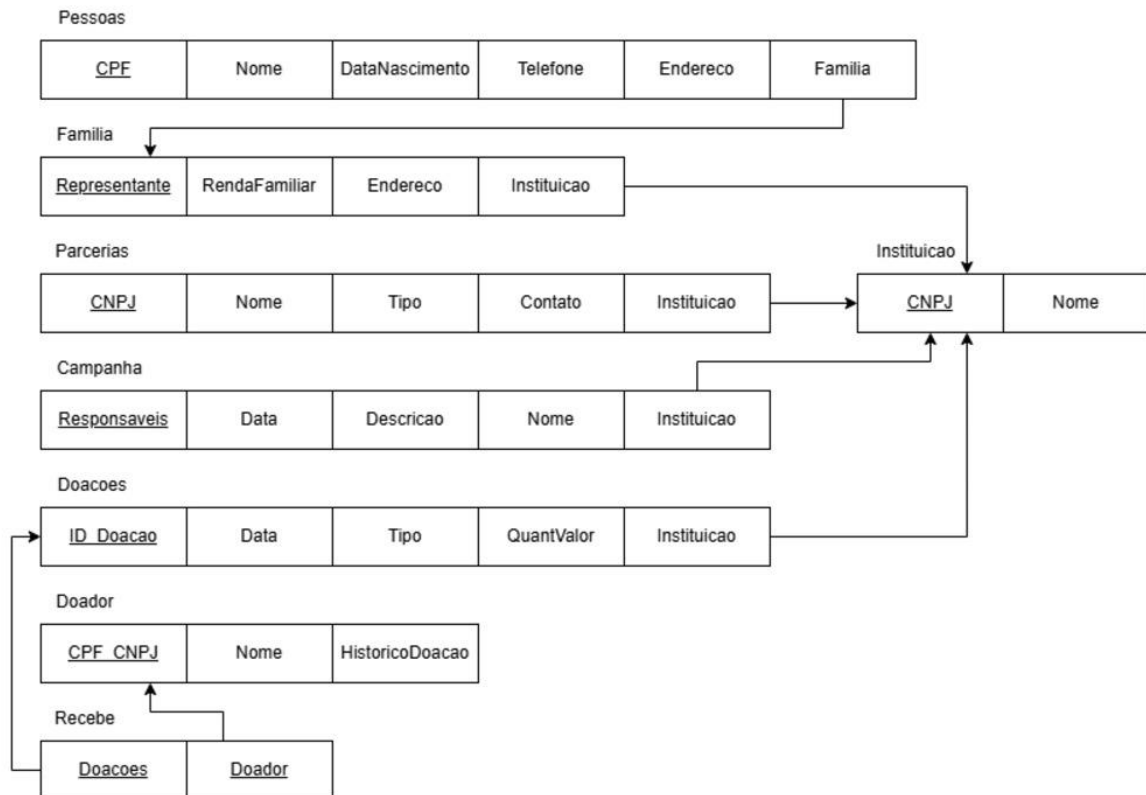 Pessoas
CPF Nome DataNascimento Telefone Endereco Familia
Familia
Representante RendaFamiliar Endereco Instituicao
Parcerias Instituicao
CNPJ Nome Tipo Contato Instituicao CNPJ Nome
Campanha
Responsaveis Data Descricao Nome Instituicao
Doacoes
ID_Doacao Data Tipo QuantValor Instituicao
Doador
CPF_CNPJ Nome HistoricoDoacao
Recebe
Doacoes Doador